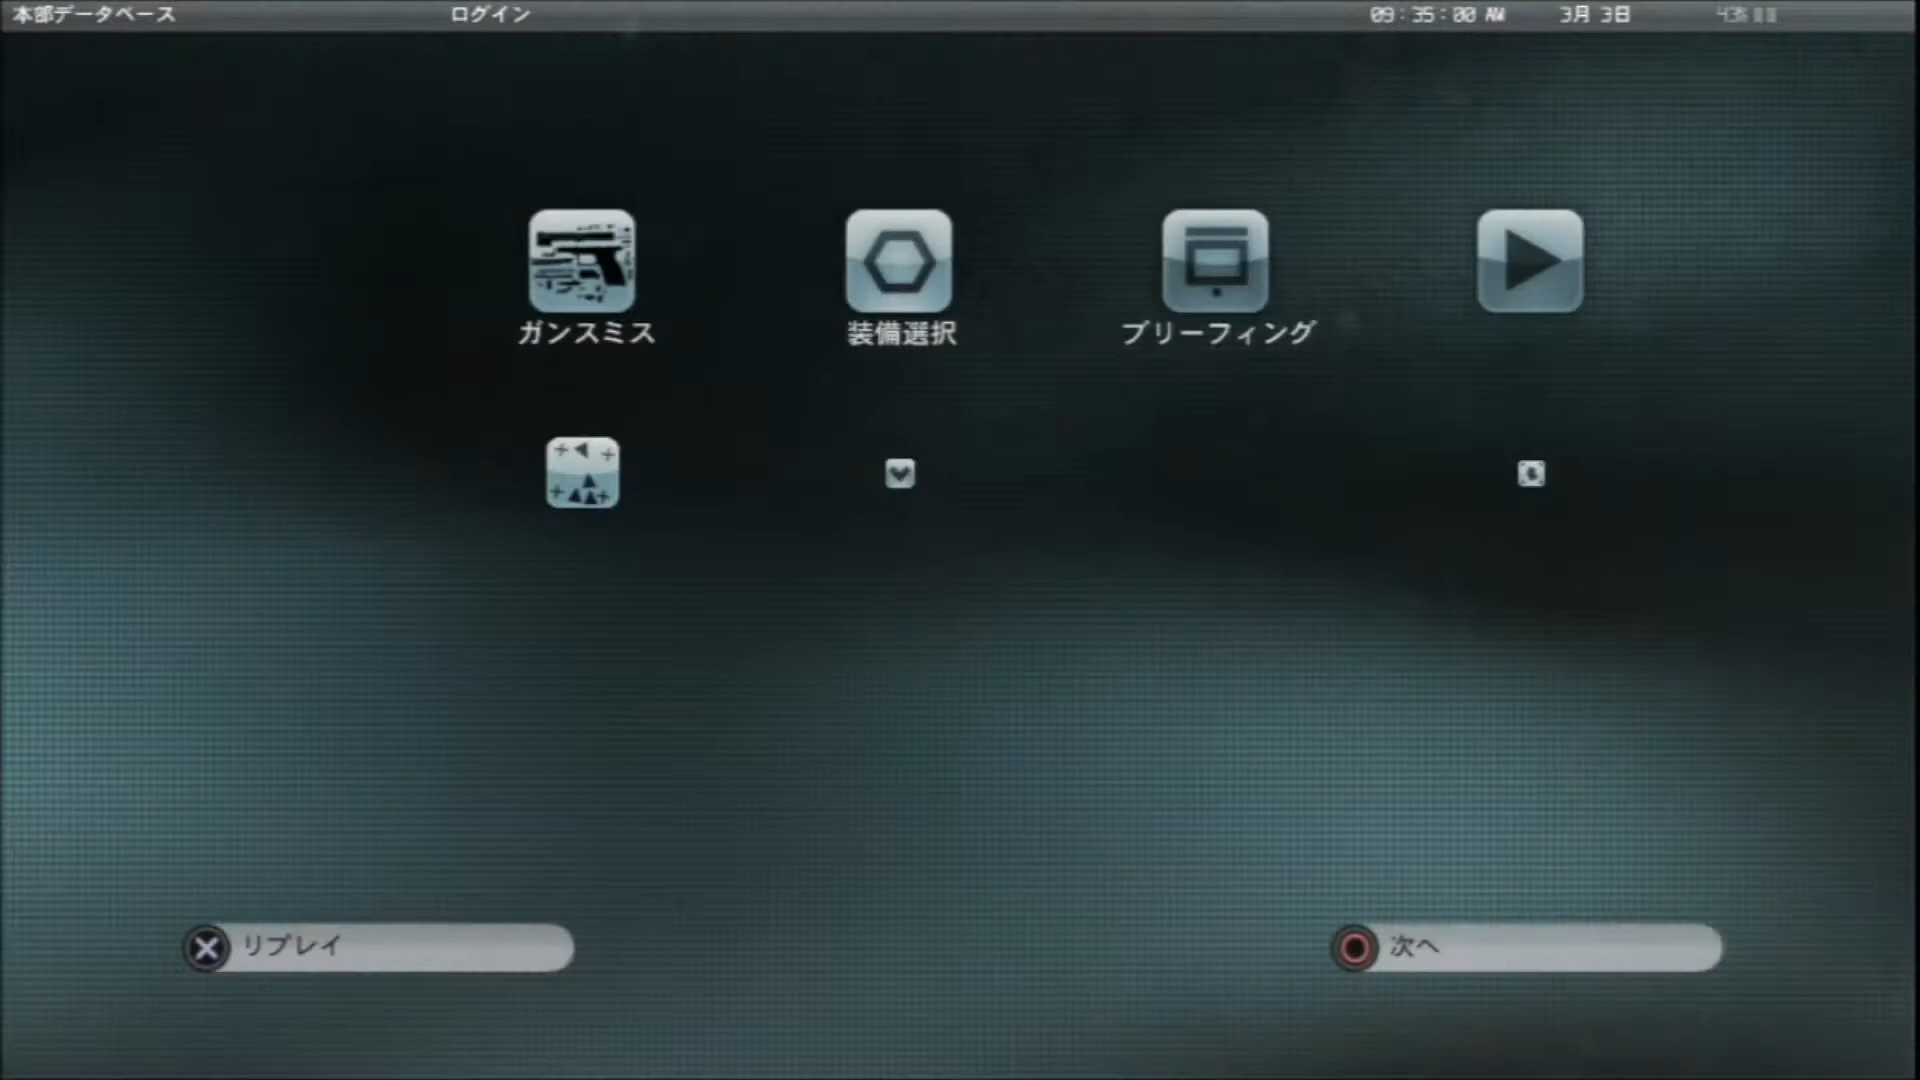 本部データベース ログイン 09:35:00 AM 3月 3日 43%
ガンスミス 装備選択 ブリーフィング
リプレイ 次へ